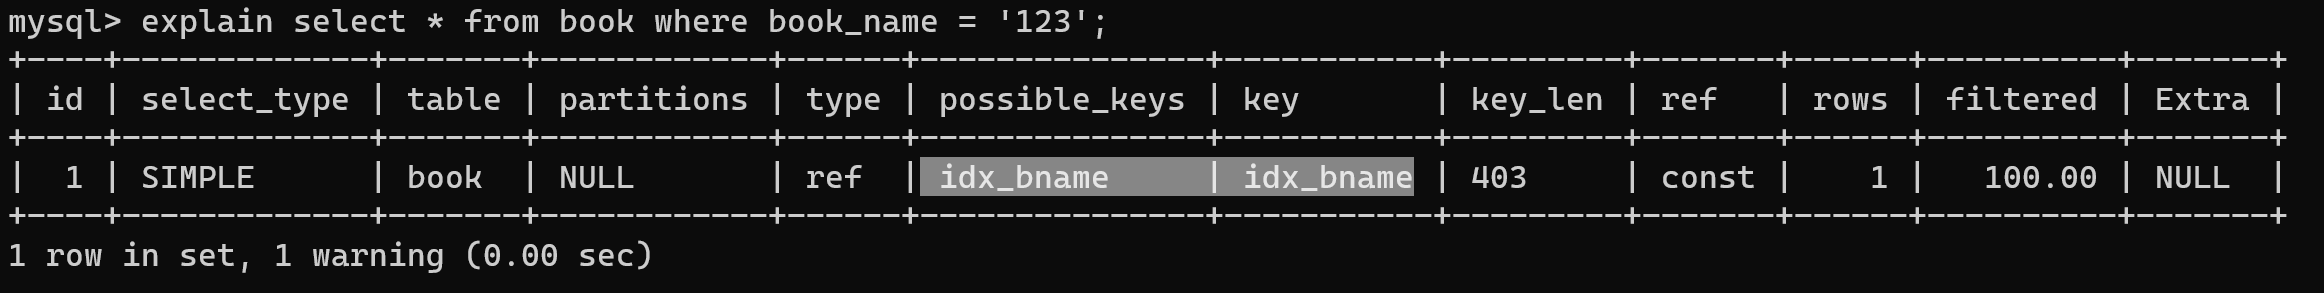 mysql> explain select * from book where book_name = '123';
+----+-------------+-------+------------+------+---------------+-----------+---------+-------+------+----------+-------+
| id | select_type | table | partitions | type | possible_keys | key       | key_len | ref   | rows | filtered | Extra |
+----+-------------+-------+------------+------+---------------+-----------+---------+-------+------+----------+-------+
|  1 | SIMPLE      | book  | NULL       | ref  | idx_bname     | idx_bname | 403     | const |    1 |   100.00 | NULL  |
+----+-------------+-------+------------+------+---------------+-----------+---------+-------+------+----------+-------+
1 row in set, 1 warning (0.00 sec)